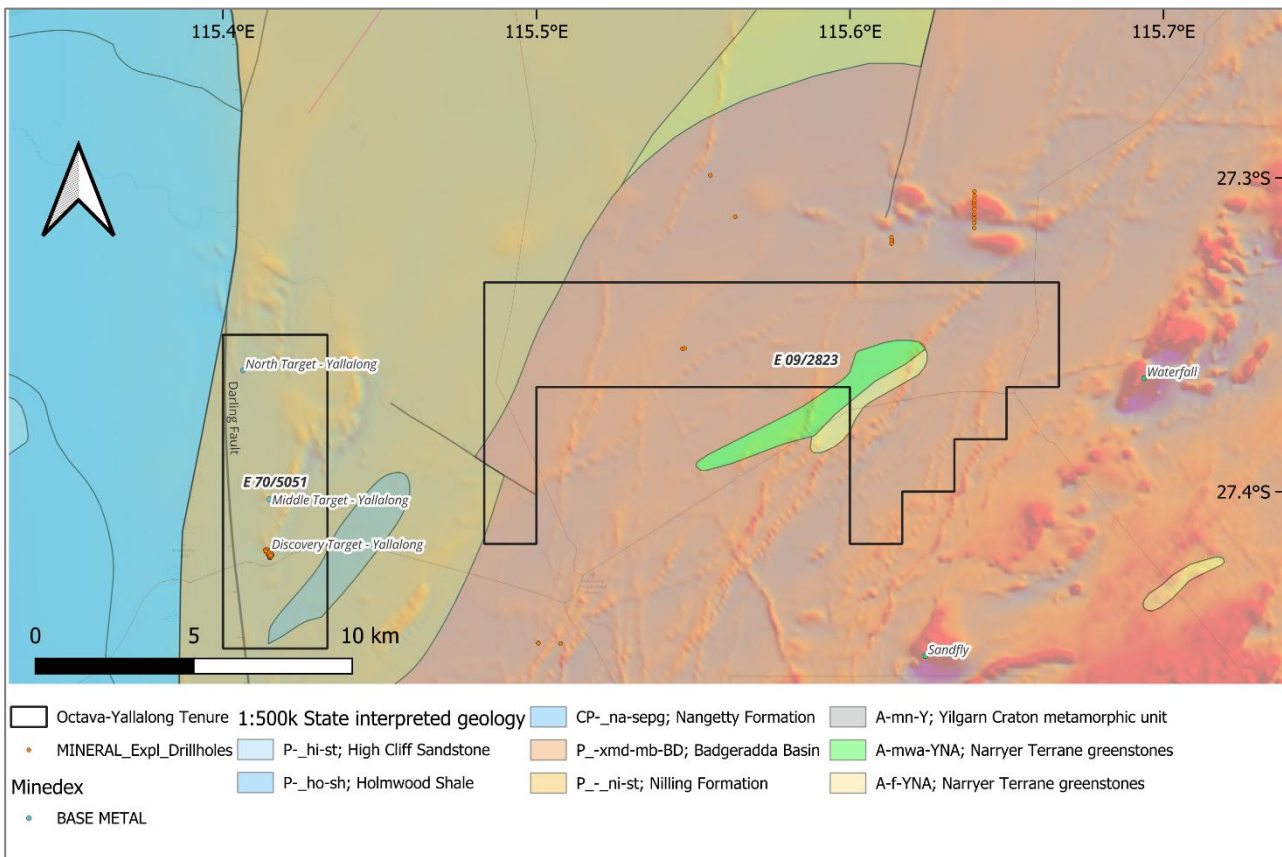 115.4°E 115.5°E 115.6°E 115.7°E
27.3°S
North Target - Yallalong
E 09/2823
Waterfall
Darling Fault
E 70/5051
Middle Target - Yallalong
27.4°S
Discovery Target - Yallalong
Sandfly
0 5 10 km
Octava-Yallalong Tenure
MINERAL_Expl_Drillholes
Minedex
BASE METAL
1:500k State interpreted geology
P-_hi-st; High Cliff Sandstone
P-_ho-sh; Holmwood Shale
CP-_na-sepg; Nangetty Formation
P_-xmd-mb-BD; Badgeradda Basin
P_-_ni-st; Nilling Formation
A-mn-Y; Yilgarn Craton metamorphic unit
A-mwa-YNA; Narryer Terrane greenstones
A-f-YNA; Narryer Terrane greenstones